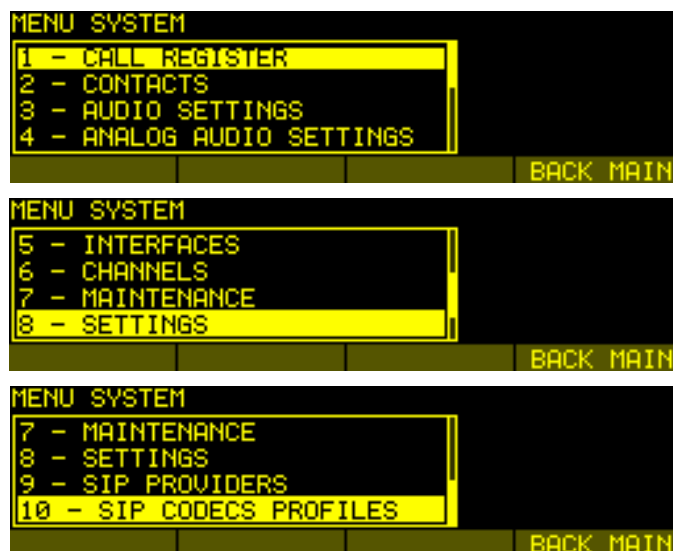 MENU SYSTEM
1 - CALL REGISTER
2 - CONTACTS
3 - AUDIO SETTINGS
4 - ANALOG AUDIO SETTINGS
BACK MAIN
MENU SYSTEM
5 - INTERFACES
6 - CHANNELS
7 - MAINTENANCE
8 - SETTINGS
BACK MAIN
MENU SYSTEM
7 - MAINTENANCE
8 - SETTINGS
9 - SIP PROVIDERS
10 - SIP CODECS PROFILES
BACK MAIN